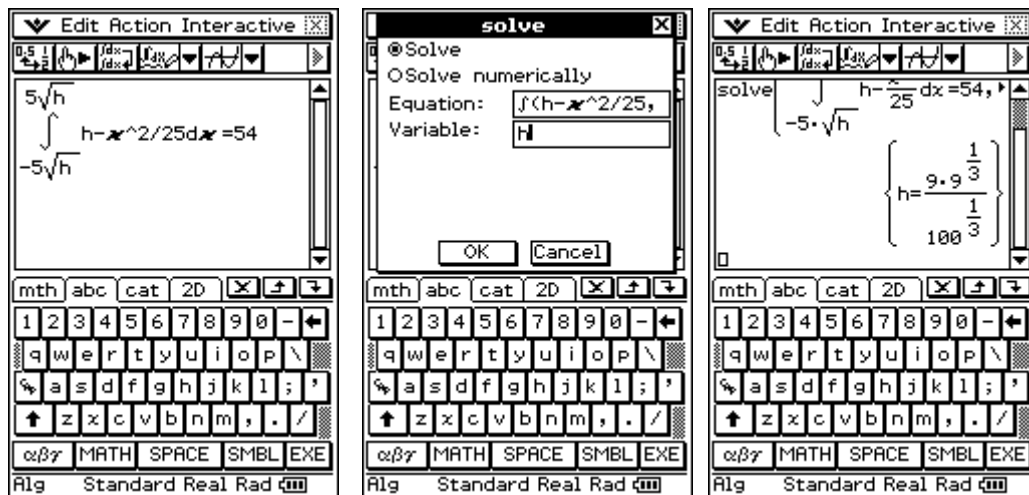 Edit Action Interactive
5√h
∫ h-x^2/25dx=54
-5√h
mth abc cat 2D
1 2 3 4 5 6 7 8 9 0 -
q w e r t y u i o p \
a s d f g h j k l ; '
z x c v b n m , . /
αβγ MATH SPACE SMBL EXE
Alg Standard Real Rad
solve
Solve
Solve numerically
Equation: ∫(h-x^2/25,
Variable: h
OK Cancel
mth abc cat 2D
1 2 3 4 5 6 7 8 9 0 -
q w e r t y u i o p \
a s d f g h j k l ; '
z x c v b n m , . /
αβγ MATH SPACE SMBL EXE
Alg Standard Real Rad
Edit Action Interactive
solve
∫ h-
25
dx=54,
-5·√h
{h=
9·9^1/3
100^1/3
}
mth abc cat 2D
1 2 3 4 5 6 7 8 9 0 -
q w e r t y u i o p \
a s d f g h j k l ; '
z x c v b n m , . /
αβγ MATH SPACE SMBL EXE
Alg Standard Real Rad